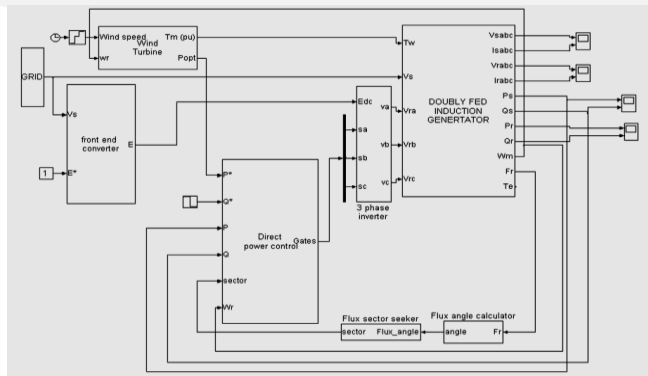 Wind speed
Tm (pu)
Wind
Turbine
wr
Popt
GRID
Vs
front end
converter
E
1
E*
Edc
va
Vra
sa
sb
vb
Vrb
sc
vc
Vrc
3 phase
inverter
Tw
Vs
DOUBLY FED
INDUCTION
GENERTATOR
Vsabc
Isabc
Vrabc
Irabc
Ps
Qs
Pr
Qr
Wm
Fr
Te
P*
Q*
P
Direct
power control
Gates
Q
sector
Wr
Flux sector seeker
Flux angle calculator
sector
Flux_angle
angle
Fr